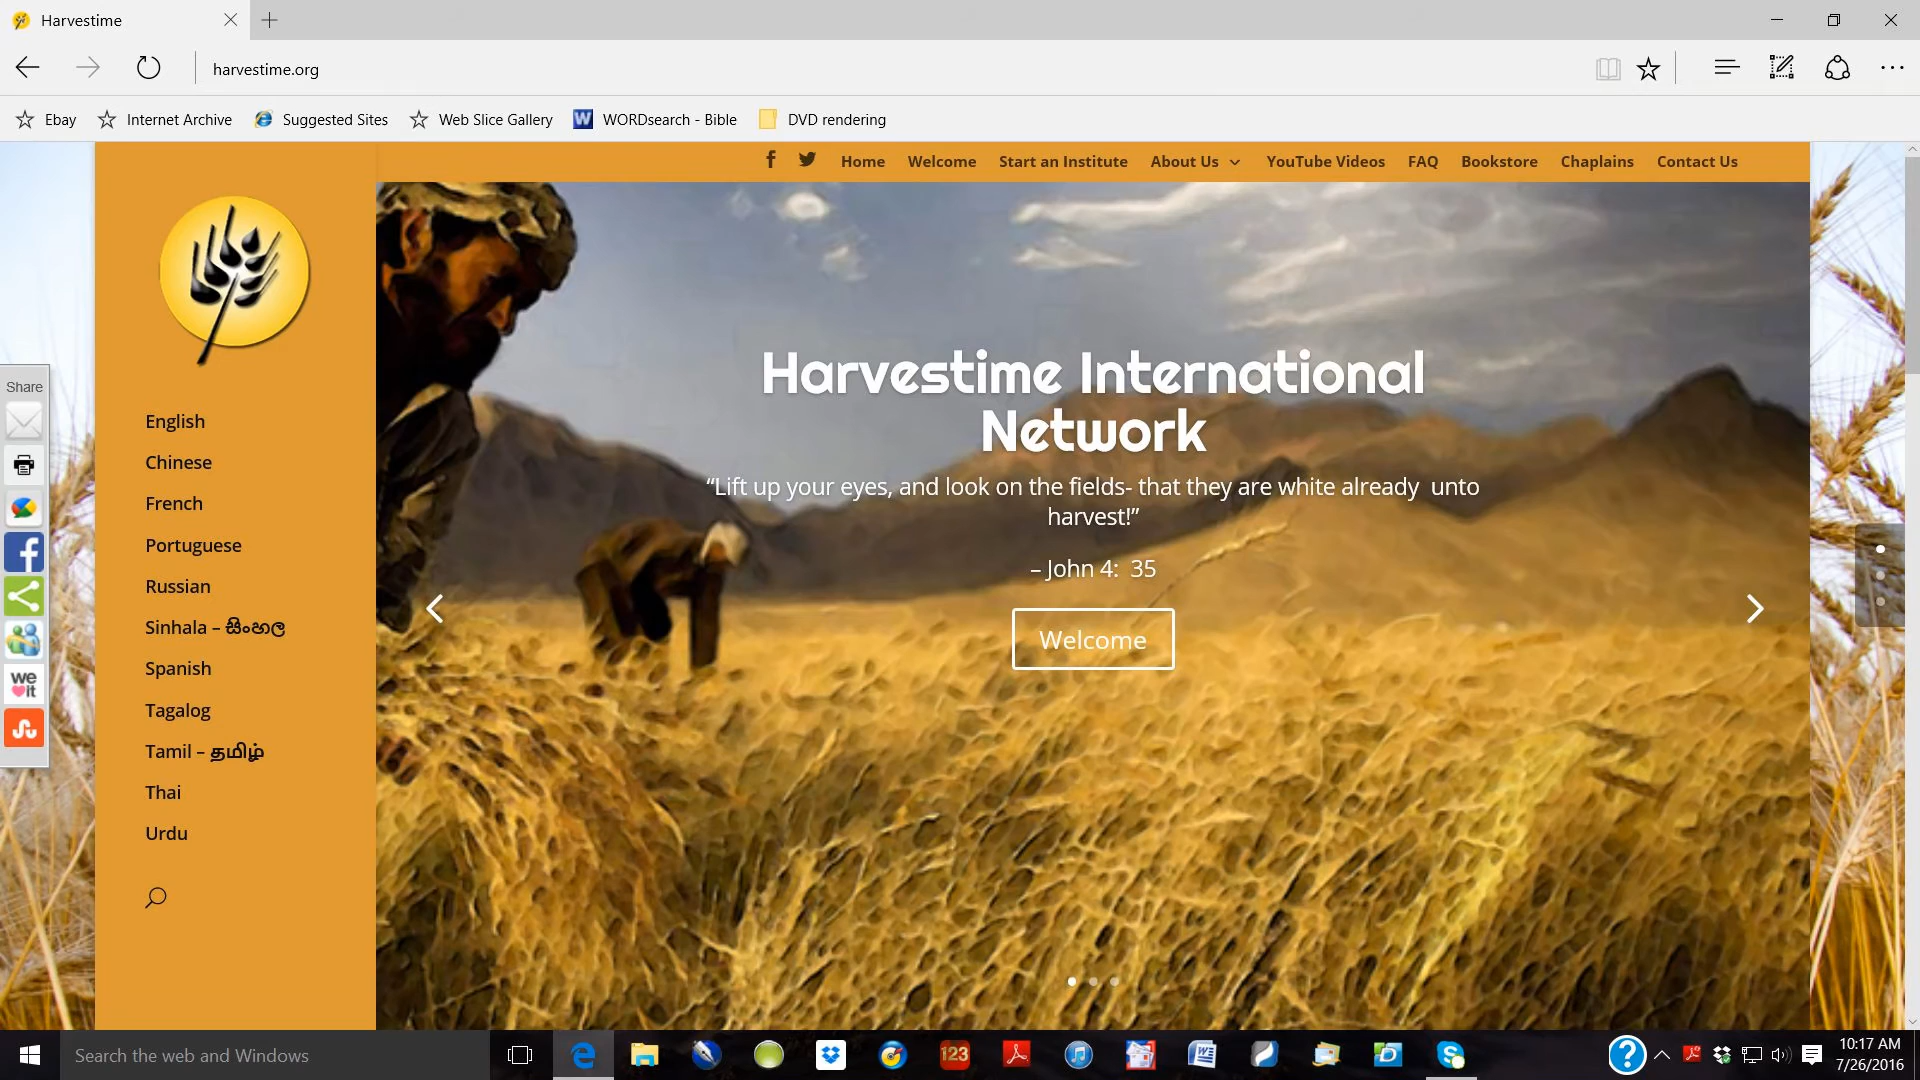 Harvestime
harvestime.org
Ebay Internet Archive Suggested Sites Web Slice Gallery WORDsearch - Bible DVD rendering
Home Welcome Start an Institute About Us YouTube Videos FAQ Bookstore Chaplains Contact Us
Share
we
it
English
Chinese
French
Portuguese
Russian
Sinhala – සිංහල
Spanish
Tagalog
Tamil – தமிழ்
Thai
Urdu
Harvestime International
Network
“Lift up your eyes, and look on the fields- that they are white already unto
harvest!”
– John 4: 35
Welcome
Search the web and Windows
123
10:17 AM
7/26/2016